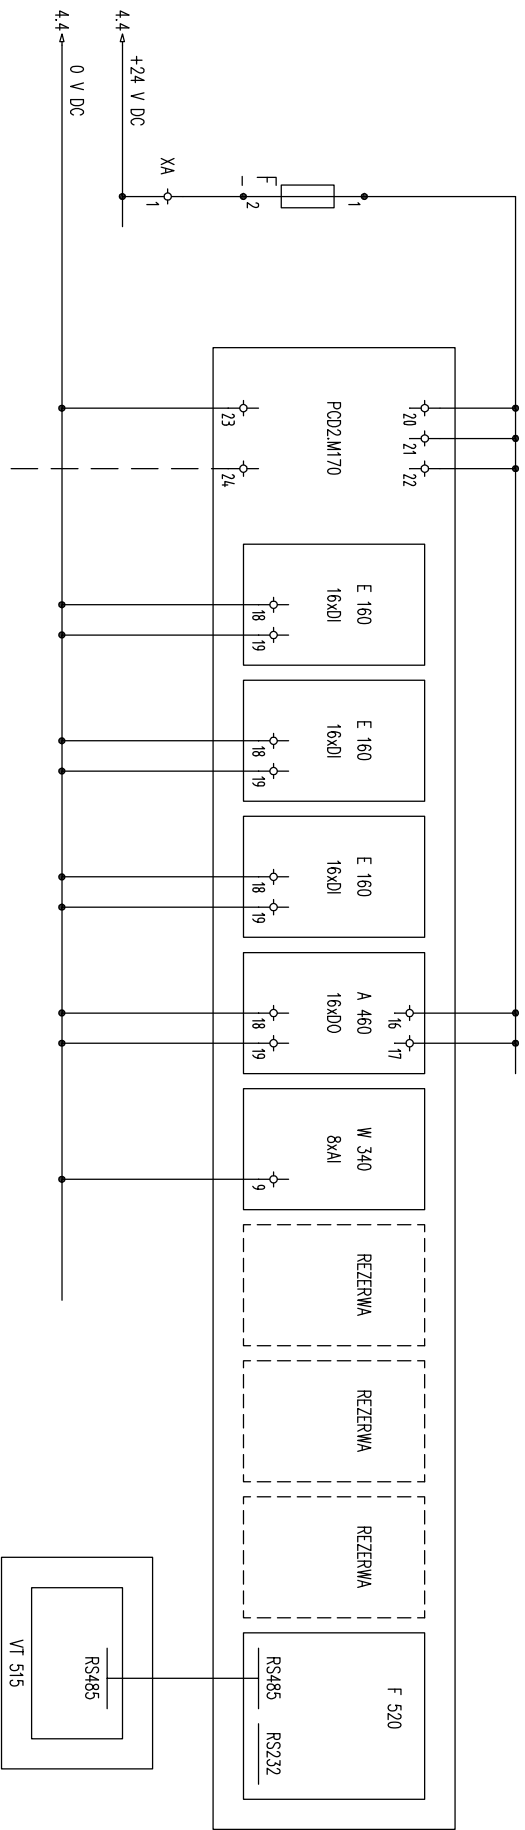 4.4
+24 V DC
4.4
0 V DC
XA
1
F
2
1
PCD2.M170
20
21
22
23
24
E 160
16xDI
18
19
E 160
16xDI
18
19
E 160
16xDI
18
19
A 460
16xDO
16
17
18
19
W 340
8xAI
9
REZERWA
REZERWA
REZERWA
F 520
RS485
RS232
RS485
VT 515